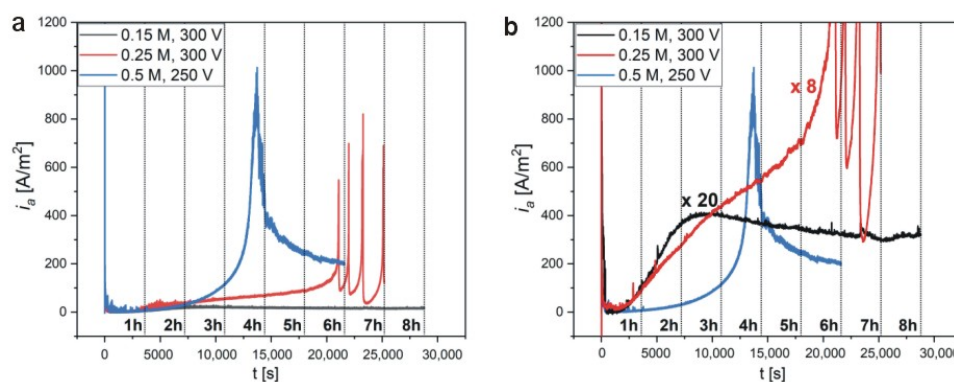 a
1200
1000
800
600
400
200
0
i_a [A/m²]
0.15 M, 300 V
0.25 M, 300 V
0.5 M, 250 V
1h 2h 3h 4h 5h 6h 7h 8h
0 5000 10,000 15,000 20,000 25,000 30,000
t [s]
b
1200
1000
800
600
400
200
0
i_a [A/m²]
0.15 M, 300 V
0.25 M, 300 V
0.5 M, 250 V
x 8
x 20
1h 2h 3h 4h 5h 6h 7h 8h
0 5000 10,000 15,000 20,000 25,000 30,000
t [s]